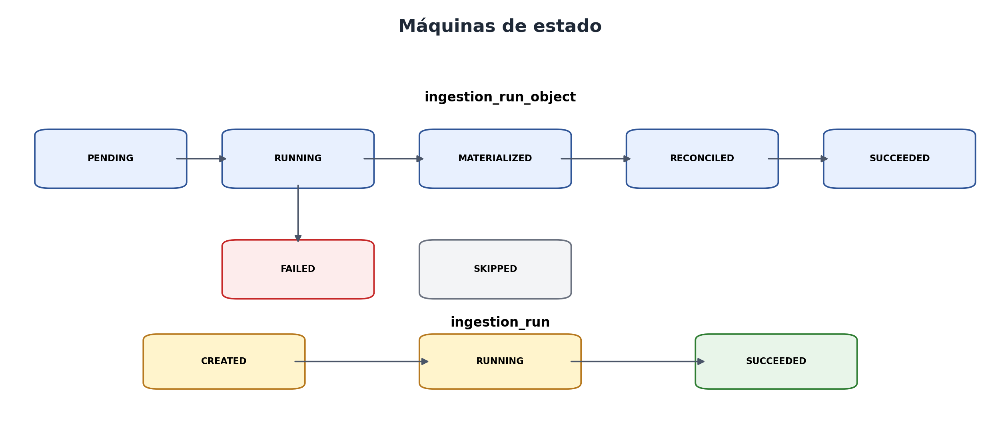 Máquinas de estado
ingestion_run_object
PENDING
RUNNING
MATERIALIZED
RECONCILED
SUCCEEDED
FAILED
SKIPPED
ingestion_run
CREATED
RUNNING
SUCCEEDED